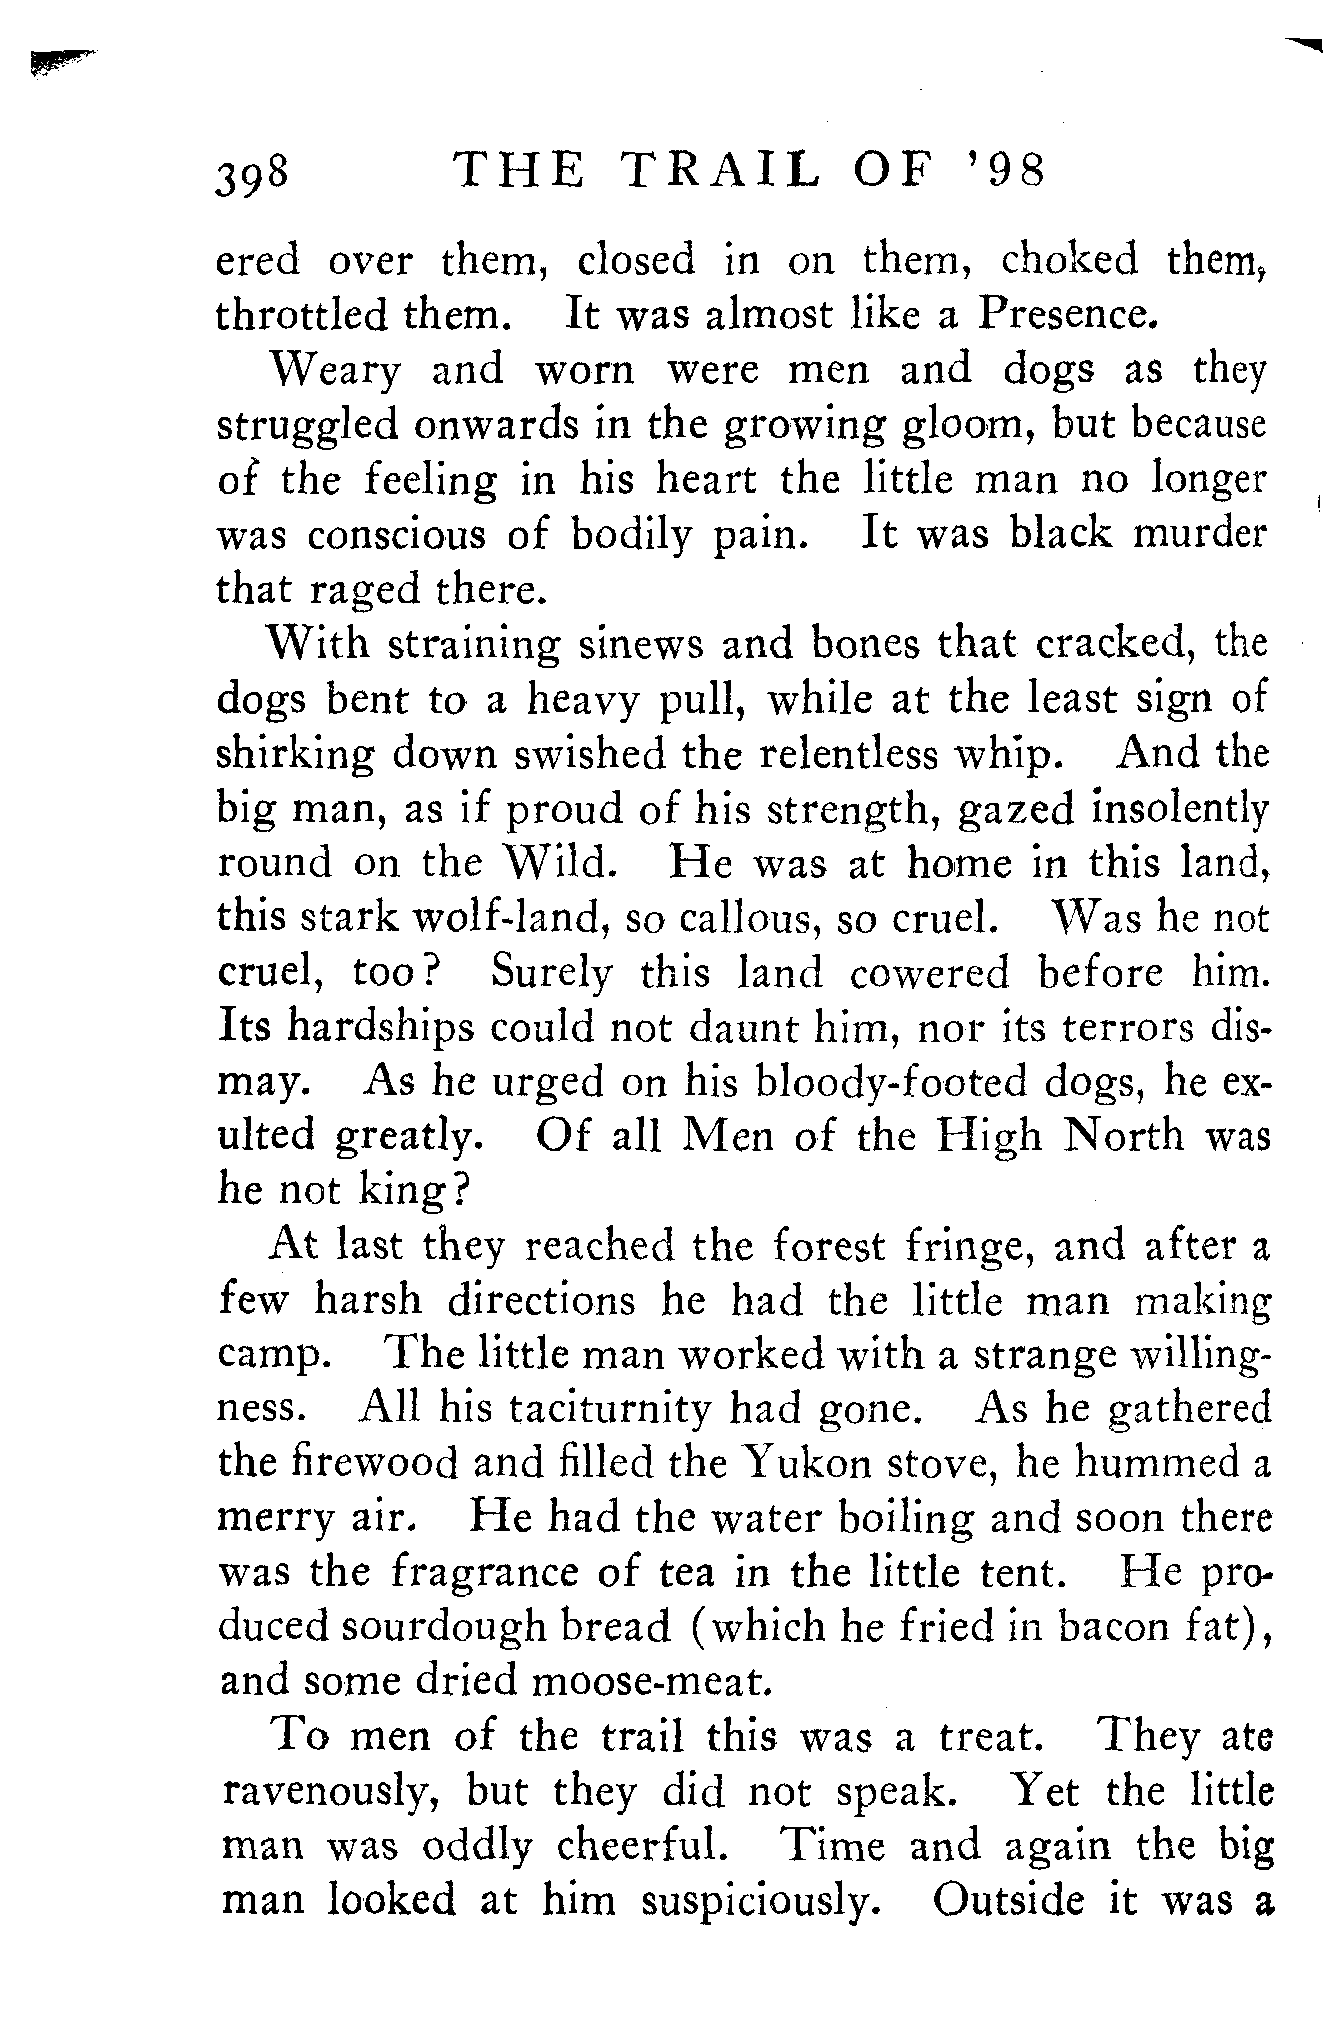 398 THE TRAIL OF '98
ered over them, closed in on them, choked them,
throttled them. It was almost like a Presence.
Weary and worn were men and dogs as they
struggled onwards in the growing gloom, but because
of the feeling in his heart the little man no longer
was conscious of bodily pain. It was black murder
that raged there.
With straining sinews and bones that cracked, the
dogs bent to a heavy pull, while at the least sign of
shirking down swished the relentless whip. And the
big man, as if proud of his strength, gazed insolently
round on the Wild. He was at home in this land,
this stark wolf-land, so callous, so cruel. Was he not
cruel, too? Surely this land cowered before him.
Its hardships could not daunt him, nor its terrors dis-
may. As he urged on his bloody-footed dogs, he ex-
ulted greatly. Of all Men of the High North was
he not king?
At last they reached the forest fringe, and after a
few harsh directions he had the little man making
camp. The little man worked with a strange willing-
ness. All his taciturnity had gone. As he gathered
the firewood and filled the Yukon stove, he hummed a
merry air. He had the water boiling and soon there
was the fragrance of tea in the little tent. He pro-
duced sourdough bread (which he fried in bacon fat),
and some dried moose-meat.
To men of the trail this was a treat. They ate
ravenously, but they did not speak. Yet the little
man was oddly cheerful. Time and again the big
man looked at him suspiciously. Outside it was a